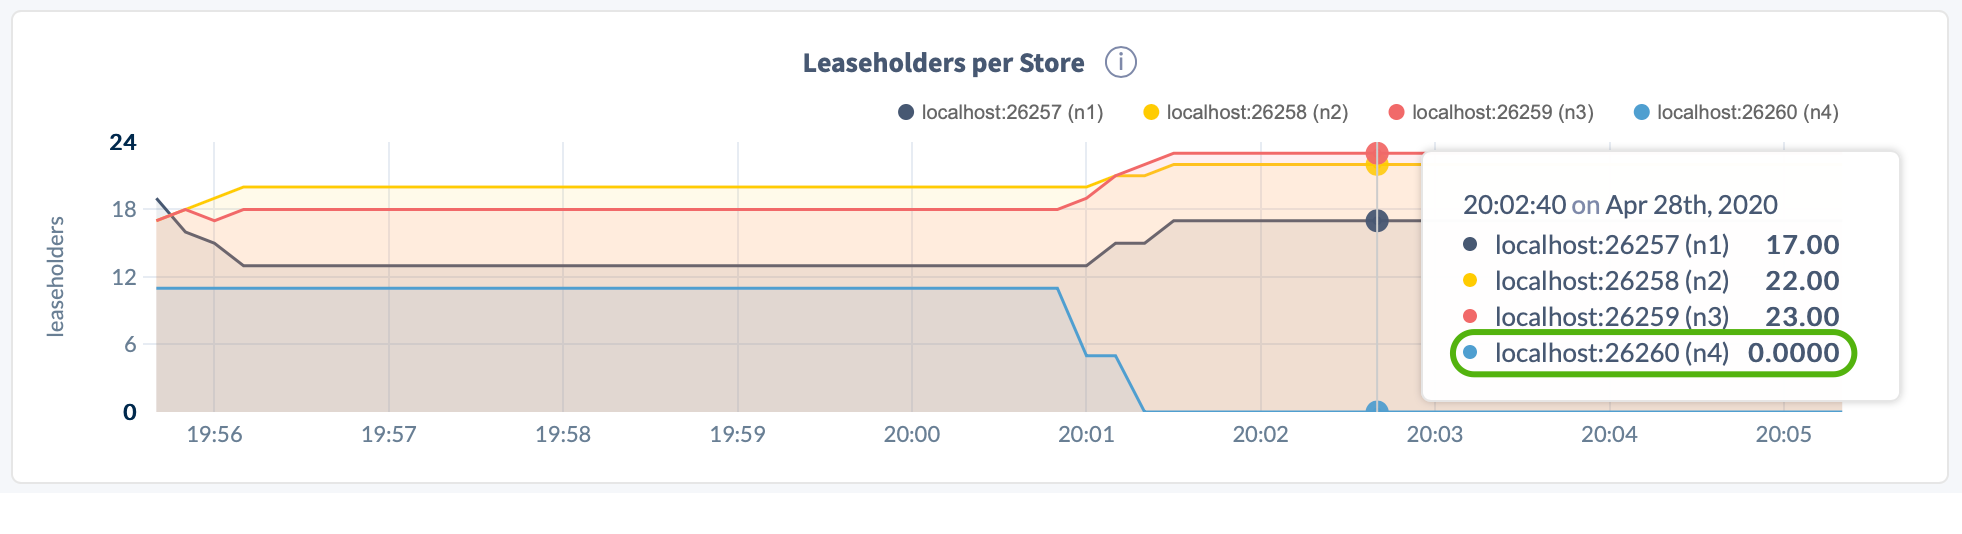 Leaseholders per Store i
localhost:26257 (n1) localhost:26258 (n2) localhost:26259 (n3) localhost:26260 (n4)
leaseholders
24
18
12
6
0
19:56 19:57 19:58 19:59 20:00 20:01 20:02 20:03 20:04 20:05
20:02:40 on Apr 28th, 2020
localhost:26257 (n1) 17.00
localhost:26258 (n2) 22.00
localhost:26259 (n3) 23.00
localhost:26260 (n4) 0.0000